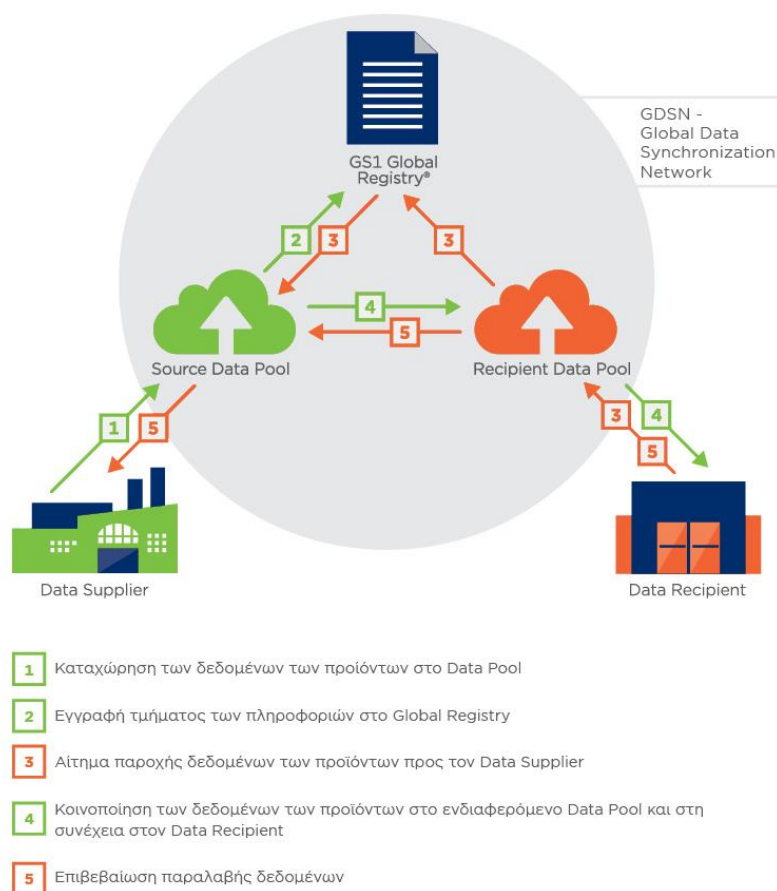 GS1 Global
Registry®
GDSN -
Global Data
Synchronization
Network
2
3
3
4
5
Source Data Pool
Recipient Data Pool
1
5
3
4
5
Data Supplier
Data Recipient
1 Καταχώρηση των δεδομένων των προϊόντων στο Data Pool
2 Εγγραφή τμήματος των πληροφοριών στο Global Registry
3 Αίτημα παροχής δεδομένων των προϊόντων προς τον Data Supplier
4 Κοινοποίηση των δεδομένων των προϊόντων στο ενδιαφερόμενο Data Pool και στη
συνέχεια στον Data Recipient
5 Επιβεβαίωση παραλαβής δεδομένων